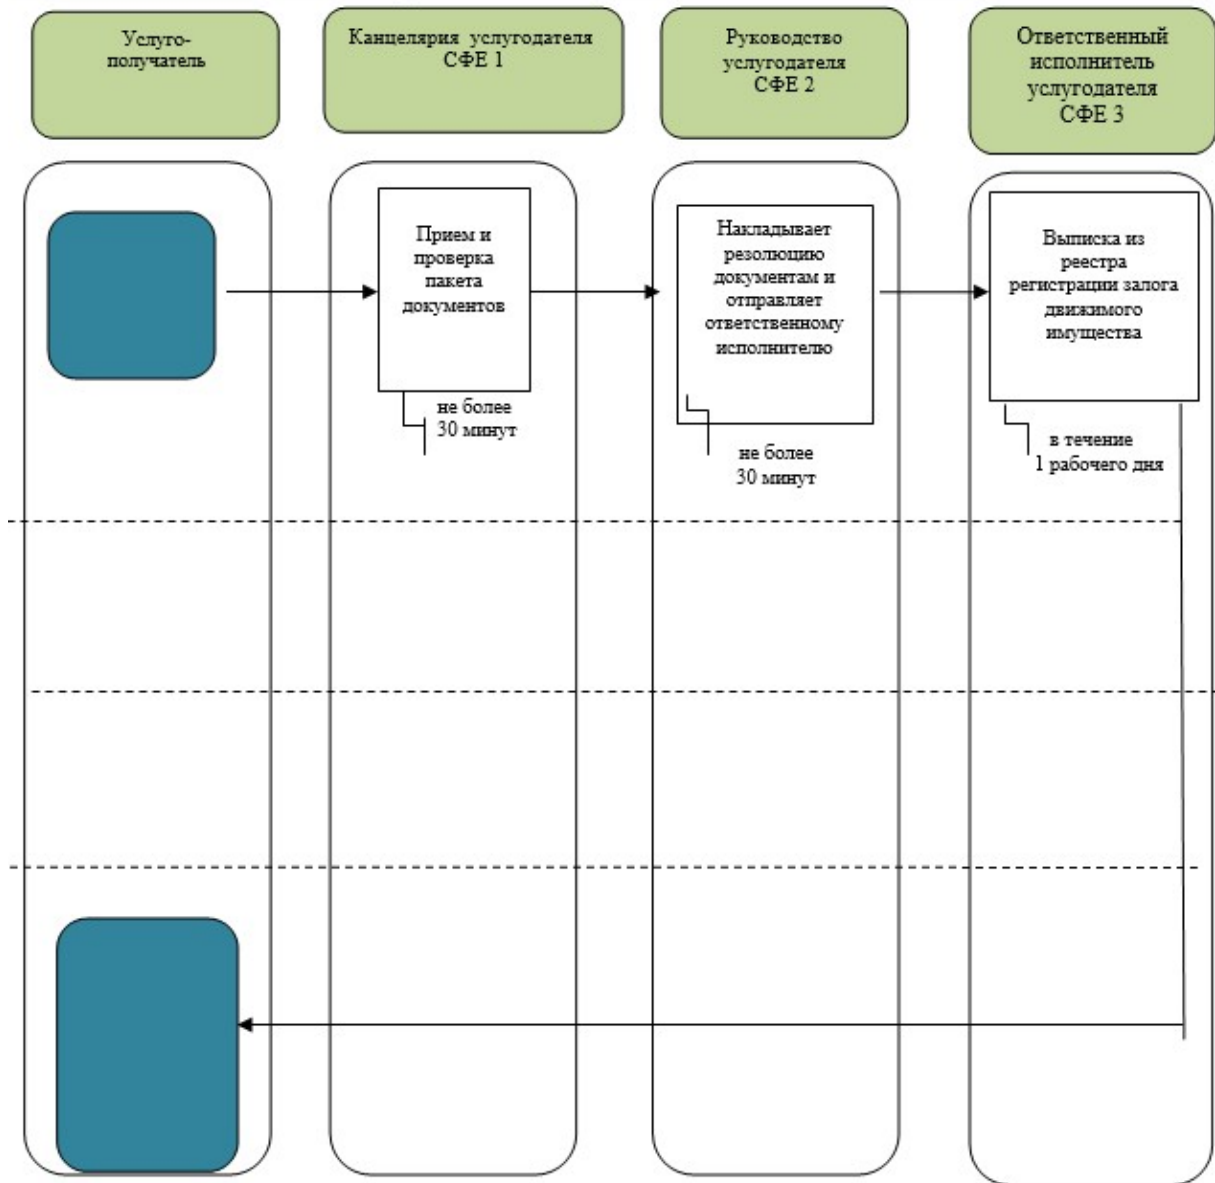 Услуго-
получатель
Канцелярия услугодателя
СФЕ 1
Руководство
услугодателя
СФЕ 2
Ответственный
исполнитель
услугодателя
СФЕ 3
Прием и
проверка
пакета
документов
не более
30 минут
Накладывает
резолюцию
документам и
отправляет
ответственному
исполнителю
не более
30 минут
Выписка из
реестра
регистрации залога
движимого
имущества
в течение
1 рабочего дня